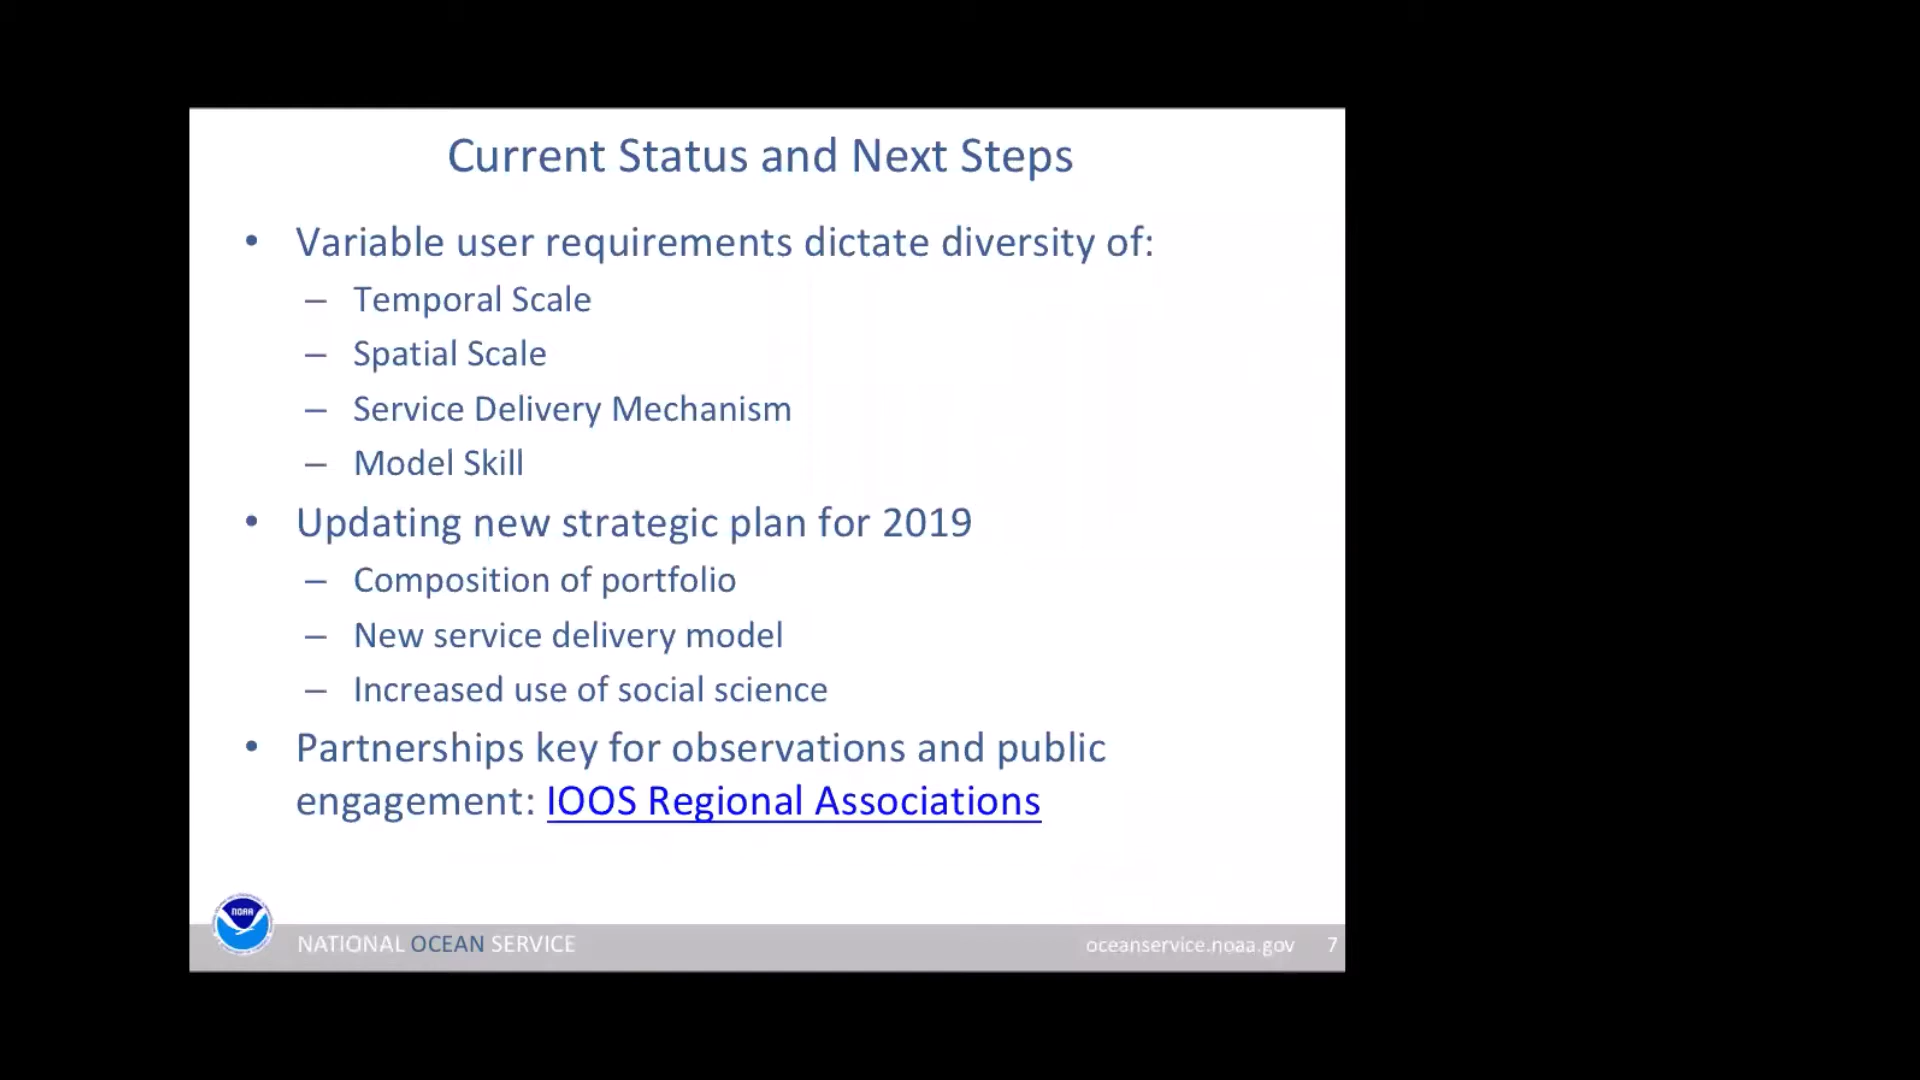 Current Status and Next Steps
• Variable user requirements dictate diversity of:
– Temporal Scale
– Spatial Scale
– Service Delivery Mechanism
– Model Skill
• Updating new strategic plan for 2019
– Composition of portfolio
– New service delivery model
– Increased use of social science
• Partnerships key for observations and public
engagement: IOOS Regional Associations
NOAA
NATIONAL OCEAN SERVICE
oceanservice.noaa.gov 7